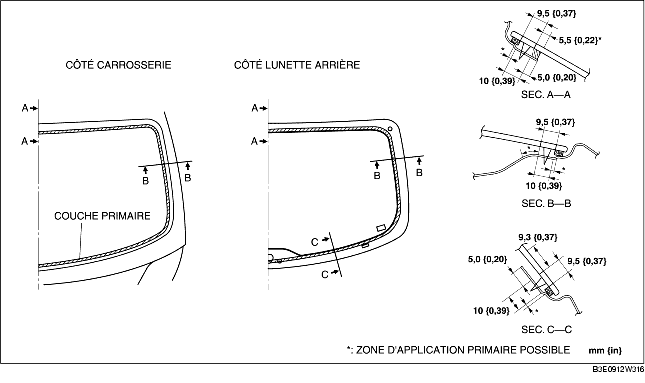 CÔTÉ CARROSSERIE
A
A
B
B
COUCHE PRIMAIRE
CÔTÉ LUNETTE ARRIÈRE
A
A
B
B
C
C
9,5 {0,37}
5,5 {0,22}*
*
10 {0,39}
5,0 {0,20}
SEC. A—A
9,5 {0,37}
*
*
10 {0,39}
SEC. B—B
9,3 {0,37}
5,0 {0,20}
9,5 {0,37}
10 {0,39}
*
SEC. C—C
*: ZONE D'APPLICATION PRIMAIRE POSSIBLE
mm {in}
B3E0912W316